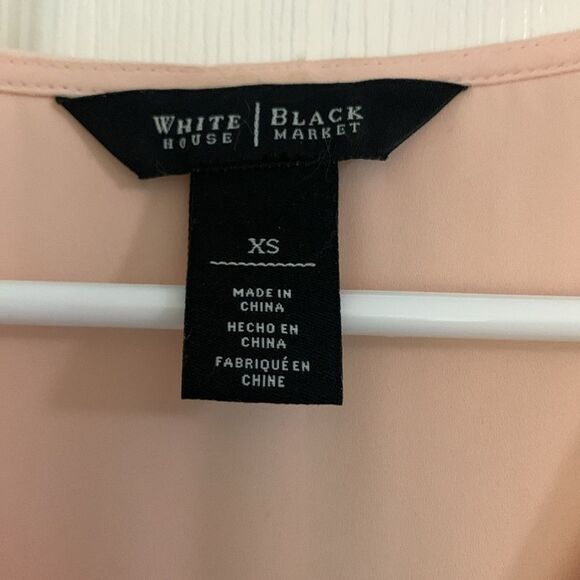 WHITE | BLACK
HOUSE | MARKET
XS
MADE IN
CHINA
HECHO EN
CHINA
FABRIQUÉ EN
CHINE